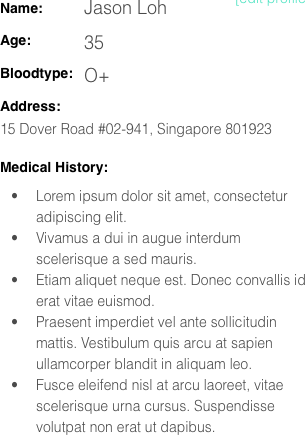 [edit profile
Name: Jason Loh
Age: 35
Bloodtype: O+
Address:
15 Dover Road #02-941, Singapore 801923
Medical History:
• Lorem ipsum dolor sit amet, consectetur
adipiscing elit.
• Vivamus a dui in augue interdum
scelerisque a sed mauris.
• Etiam aliquet neque est. Donec convallis id
erat vitae euismod.
• Praesent imperdiet vel ante sollicitudin
mattis. Vestibulum quis arcu at sapien
ullamcorper blandit in aliquam leo.
• Fusce eleifend nisl at arcu laoreet, vitae
scelerisque urna cursus. Suspendisse
volutpat non erat ut dapibus.